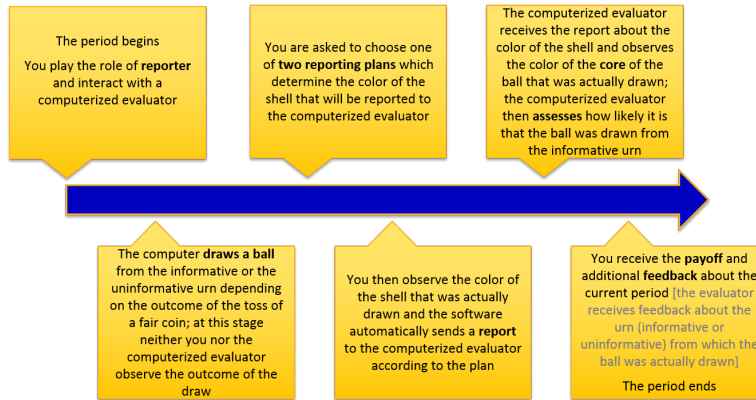 The period begins
You play the role of reporter
and interact with a
computerized evaluator
You are asked to choose one
of two reporting plans which
determine the color of the
shell that will be reported to
the computerized evaluator
The computerized evaluator
receives the report about the
color of the shell and observes
the color of the core of the
ball that was actually drawn;
the computerized evaluator
then assesses how likely it is
that the ball was drawn from
the informative urn
The computer draws a ball
from the informative or the
uninformative urn depending
on the outcome of the toss of
a fair coin; at this stage
neither you nor the
computerized evaluator
observe the outcome of the
draw
You then observe the color of
the shell that was actually
drawn and the software
automatically sends a report
to the computerized evaluator
according to the plan
You receive the payoff and
additional feedback about the
current period [the evaluator
receives feedback about the
urn (informative or
uninformative) from which the
ball was actually drawn]
The period ends